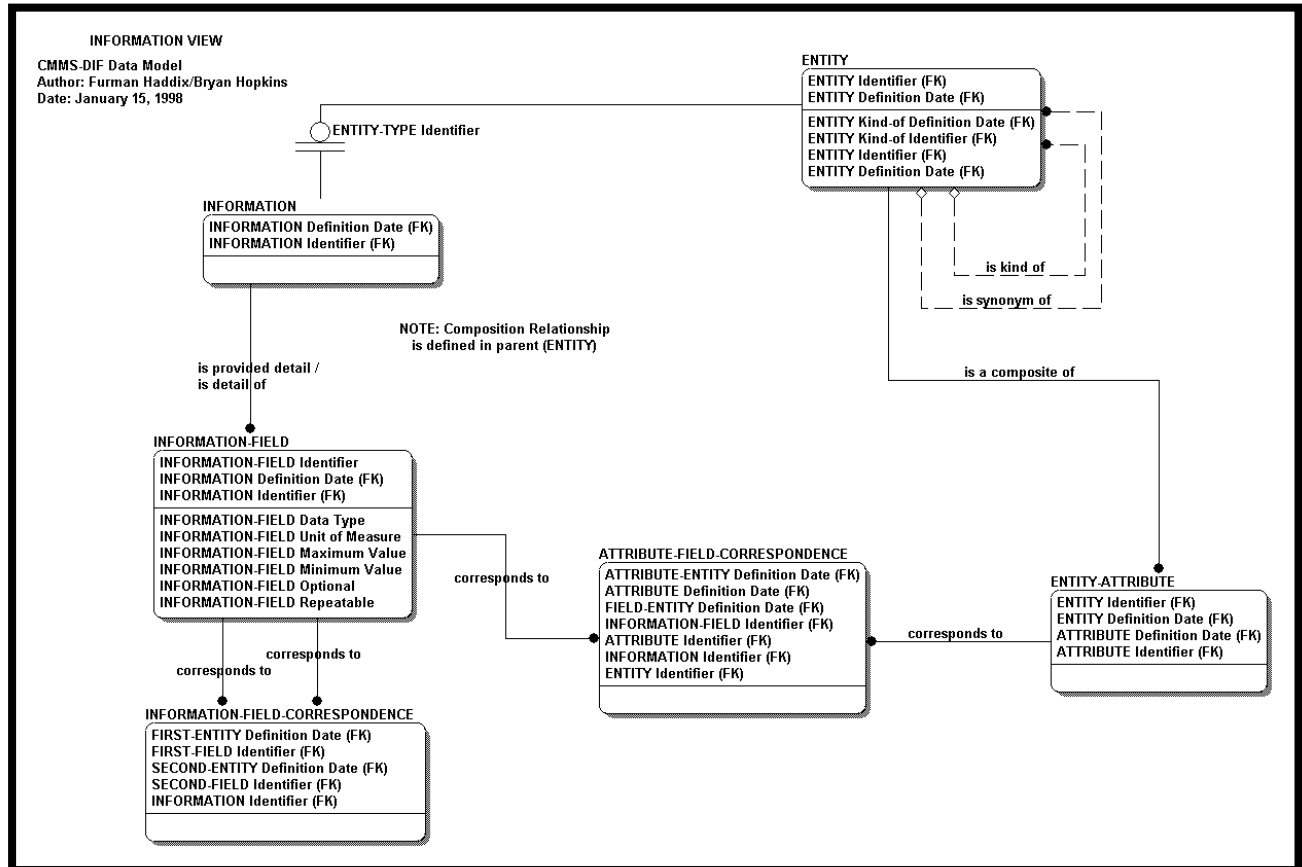 INFORMATION VIEW
CMMS-DIF Data Model
Author: Furman Haddix/Bryan Hopkins
Date: January 15, 1998
ENTITY
ENTITY Identifier (FK)
ENTITY Definition Date (FK)
ENTITY Kind-of Definition Date (FK)
ENTITY Kind-of Identifier (FK)
ENTITY Identifier (FK)
ENTITY Definition Date (FK)
ENTITY-TYPE Identifier
INFORMATION
INFORMATION Definition Date (FK)
INFORMATION Identifier (FK)
is kind of
is synonym of
NOTE: Composition Relationship
is defined in parent (ENTITY)
is provided detail /
is detail of
is a composite of
INFORMATION-FIELD
INFORMATION-FIELD Identifier
INFORMATION Definition Date (FK)
INFORMATION Identifier (FK)
INFORMATION-FIELD Data Type
INFORMATION-FIELD Unit of Measure
INFORMATION-FIELD Maximum Value
INFORMATION-FIELD Minimum Value
INFORMATION-FIELD Optional
INFORMATION-FIELD Repeatable
corresponds to
ATTRIBUTE-FIELD-CORRESPONDENCE
ATTRIBUTE-ENTITY Definition Date (FK)
ATTRIBUTE Definition Date (FK)
FIELD-ENTITY Definition Date (FK)
INFORMATION-FIELD Identifier (FK)
ATTRIBUTE Identifier (FK)
INFORMATION Identifier (FK)
ENTITY Identifier (FK)
corresponds to
ENTITY-ATTRIBUTE
ENTITY Identifier (FK)
ENTITY Definition Date (FK)
ATTRIBUTE Definition Date (FK)
ATTRIBUTE Identifier (FK)
corresponds to
corresponds to
INFORMATION-FIELD-CORRESPONDENCE
FIRST-ENTITY Definition Date (FK)
FIRST-FIELD Identifier (FK)
SECOND-ENTITY Definition Date (FK)
SECOND-FIELD Identifier (FK)
INFORMATION Identifier (FK)